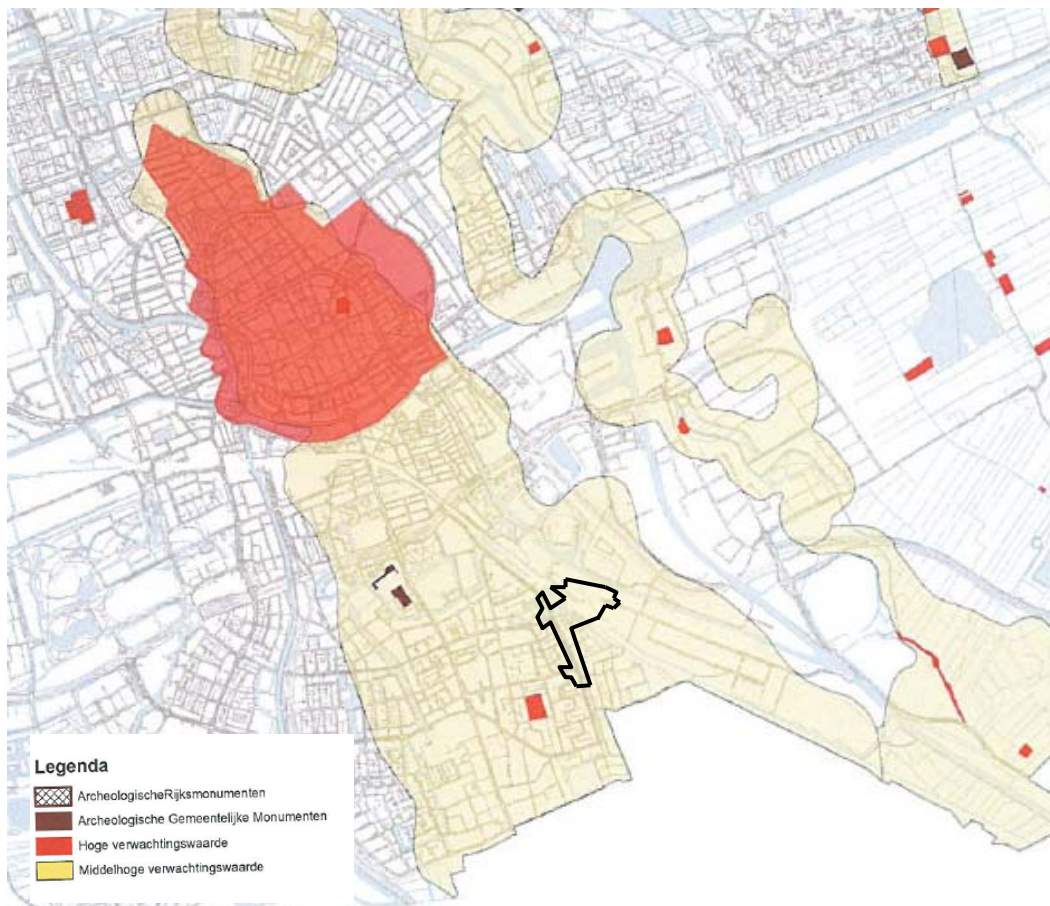 Legenda
ArcheologischeRijksmonumenten
Archeologische Gemeentelijke Monumenten
Hoge verwachtingswaarde
Middelhoge verwachtingswaarde